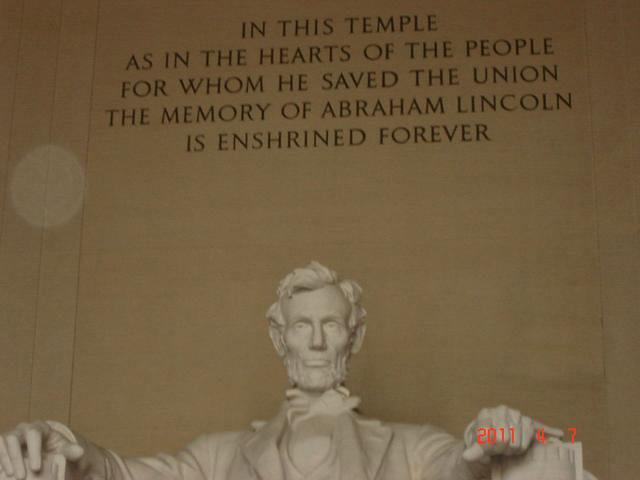 IN THIS TEMPLE
AS IN THE HEARTS OF THE PEOPLE
FOR WHOM HE SAVED THE UNION
THE MEMORY OF ABRAHAM LINCOLN
IS ENSHRINED FOREVER
2011 4 7